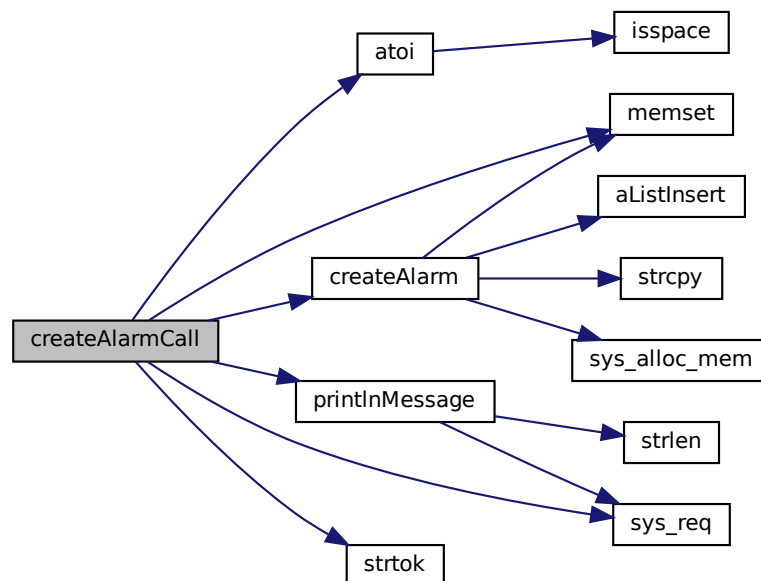 isspace
atoi
memset
aListInsert
createAlarm
strcpy
createAlarmCall
sys_alloc_mem
printlnMessage
strlen
sys_req
strtok